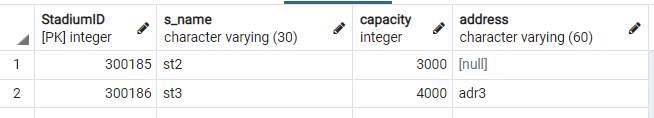 StadiumID s_name capacity address
[PK] integer character varying (30) integer character varying (60)
1 300185 st2 3000 [null]
2 300186 st3 4000 adr3